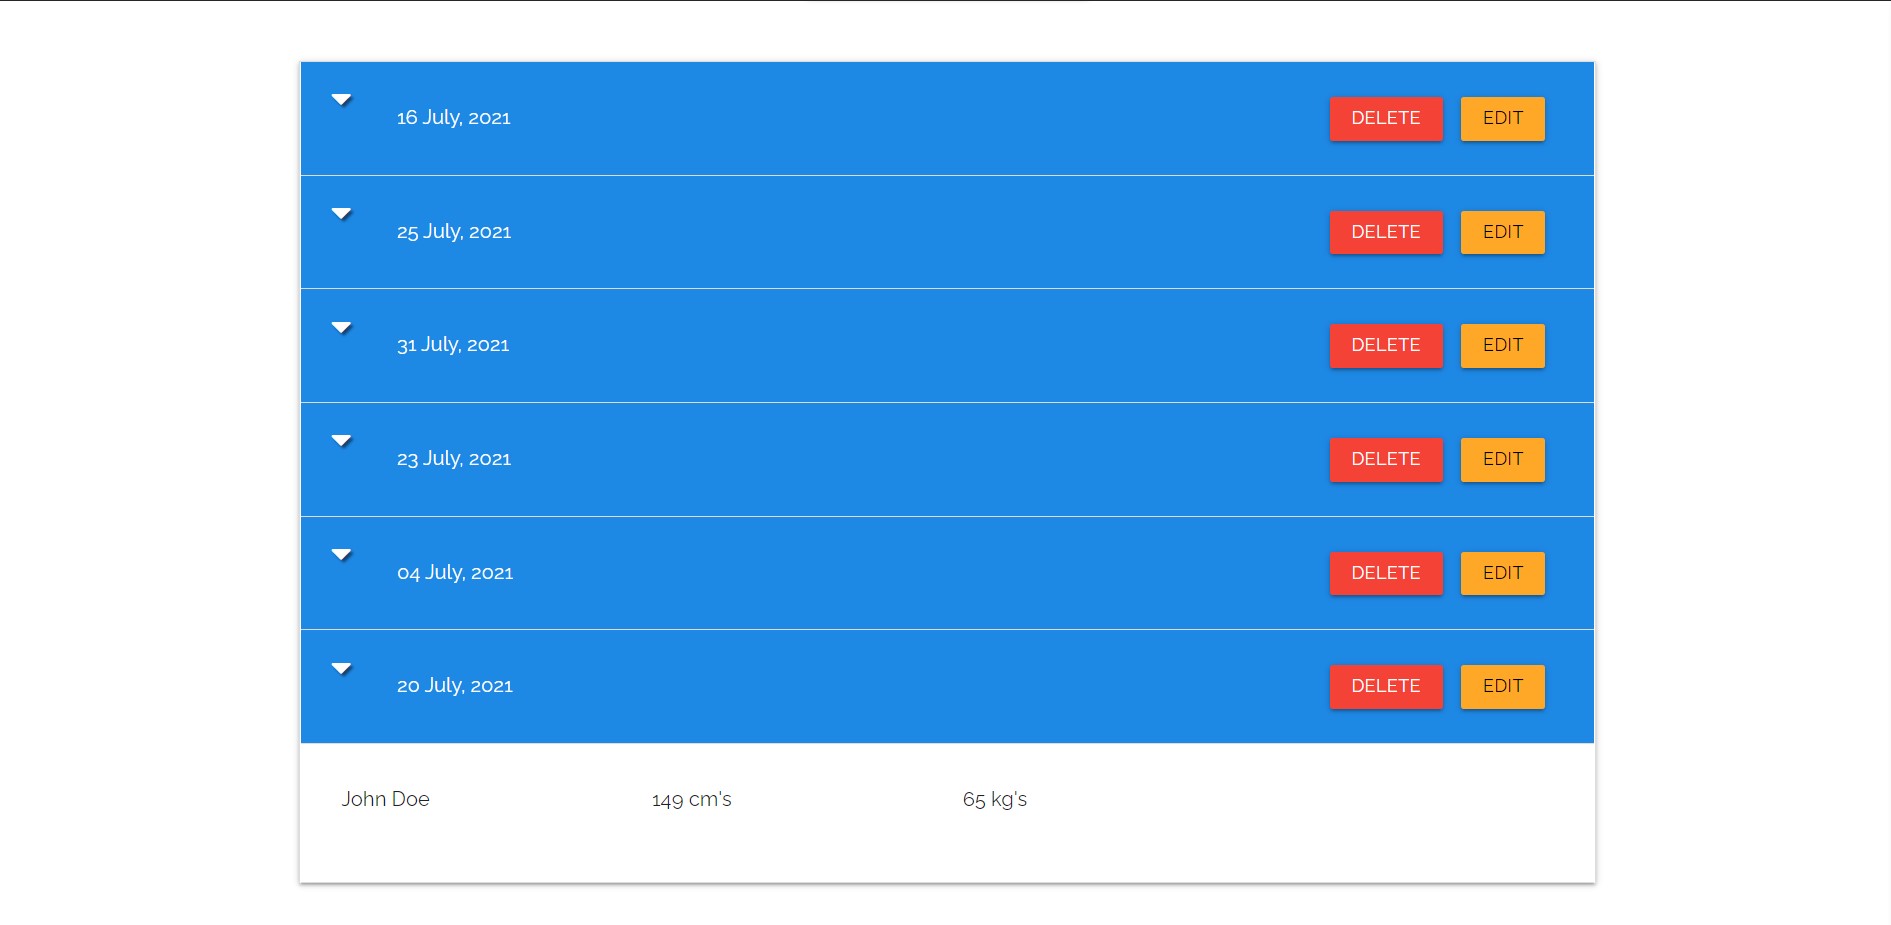 16 July, 2021 DELETE EDIT
25 July, 2021 DELETE EDIT
31 July, 2021 DELETE EDIT
23 July, 2021 DELETE EDIT
04 July, 2021 DELETE EDIT
20 July, 2021 DELETE EDIT
John Doe 149 cm's 65 kg's